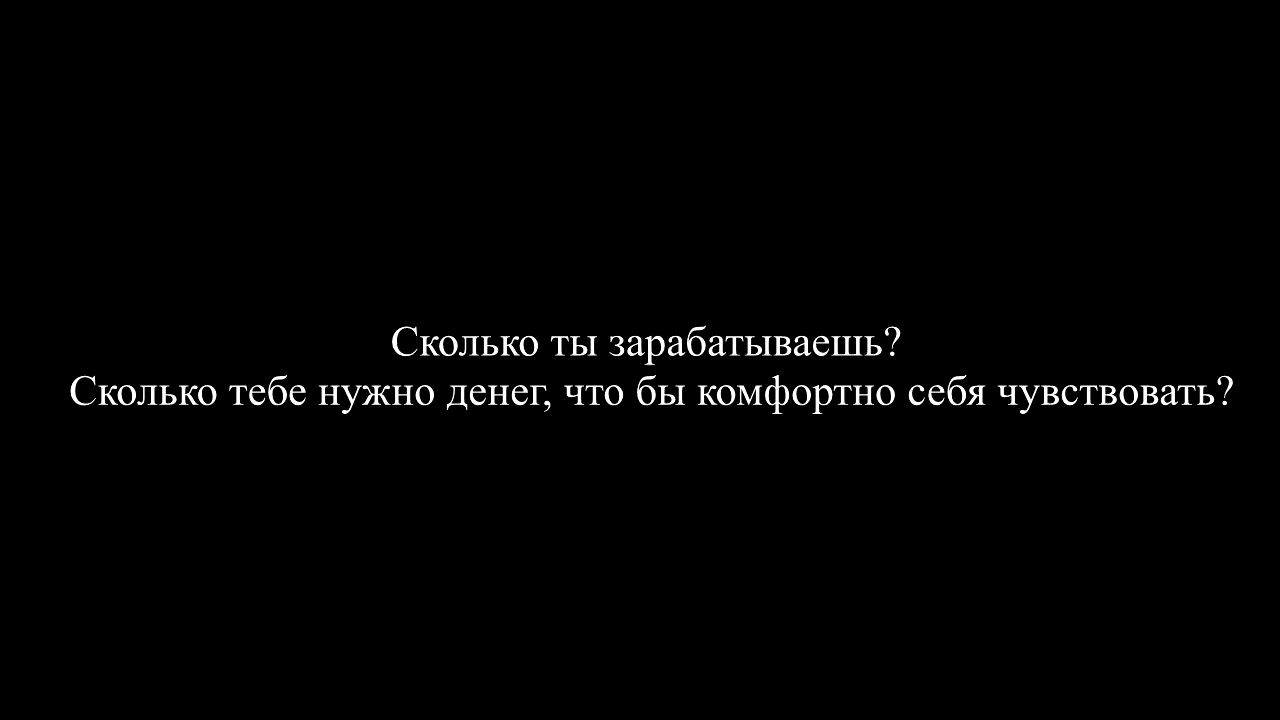 Сколько ты зарабатываешь?
Сколько тебе нужно денег, что бы комфортно себя чувствовать?